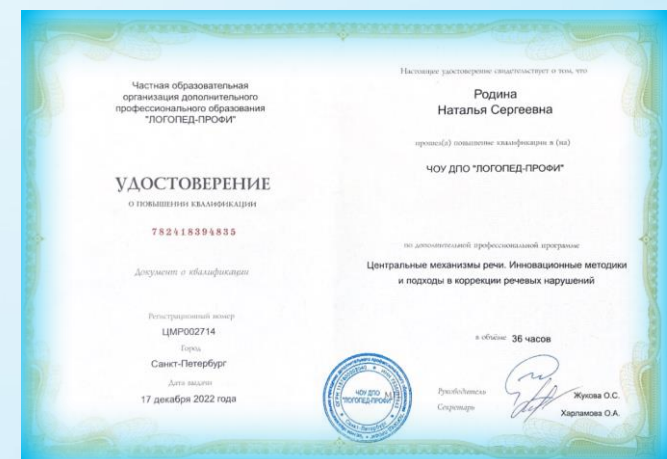 Частная образовательная
организация дополнительного
профессионального образования
"ЛОГОПЕД-ПРОФИ"
УДОСТОВЕРЕНИЕ
О ПОВЫШЕНИИ КВАЛИФИКАЦИИ
782418394835
Документ о квалификации
Регистрационный номер
ЦМР002714
Город
Санкт-Петербург
Дата выдачи
17 декабря 2022 года
Настоящее удостоверение свидетельствует о том, что
Родина
Наталья Сергеевна
прошел(а) повышение квалификации в (на)
ЧОУ ДПО "ЛОГОПЕД-ПРОФИ"
по дополнительной профессиональной программе
Центральные механизмы речи. Инновационные методики
и подходы в коррекции речевых нарушений
в объёме 36 часов
ЧОУ ДПО
"ЛОГОПЕД-ПРОФИ"
М
Санкт-Петербург
Руководитель
Жукова О.С.
Секретарь
Харламова О.А.